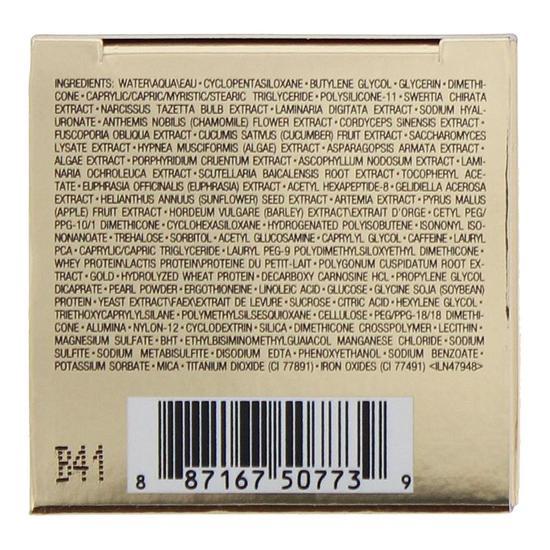 INGREDIENTS: WATER\AQUA\EAU • CYCLOPENTASILOXANE • BUTYLENE GLYCOL • GLYCERIN • DIMETHI-
CONE • CAPRYLIC/CAPRIC/MYRISTIC/STEARIC TRIGLYCERIDE • POLYSILICONE-11 • SWERTIA CHIRATA
EXTRACT • NARCISSUS TAZETTA BULB EXTRACT • LAMINARIA DIGITATA EXTRACT • SODIUM HYAL-
URONATE • ANTHEMIS NOBILIS (CHAMOMILE) FLOWER EXTRACT • CORDYCEPS SINENSIS EXTRACT •
FUSCOPORIA OBLIQUA EXTRACT • CUCUMIS SATIVUS (CUCUMBER) FRUIT EXTRACT • SACCHAROMYCES
LYSATE EXTRACT • HYPNEA MUSCIFORMIS (ALGAE) EXTRACT • ASPARAGOPSIS ARMATA EXTRACT •
ALGAE EXTRACT • PORPHYRIDIUM CRUENTUM EXTRACT • ASCOPHYLLUM NODOSUM EXTRACT • LAMI-
NARIA OCHROLEUCA EXTRACT • SCUTELLARIA BAICALENSIS ROOT EXTRACT • TOCOPHERYL ACE-
TATE • EUPHRASIA OFFICINALIS (EUPHRASIA) EXTRACT • ACETYL HEXAPEPTIDE-8 • GELIDIELLA ACEROSA
EXTRACT • HELIANTHUS ANNUUS (SUNFLOWER) SEED EXTRACT • ARTEMIA EXTRACT • PYRUS MALUS
(APPLE) FRUIT EXTRACT • HORDEUM VULGARE (BARLEY) EXTRACT\EXTRAIT D'ORGE • CETYL PEG/
PPG-10/1 DIMETHICONE • CYCLOHEXASILOXANE • HYDROGENATED POLYISOBUTENE • ISONONYL ISO-
NONANOATE • TREHALOSE • SORBITOL • ACETYL GLUCOSAMINE • CAPRYLYL GLYCOL • CAFFEINE • LAURYL
PCA • CAPRYLIC/CAPRIC TRIGLYCERIDE • LAURYL PEG-9 POLYDIMETHYLSILOXYETHYL DIMETHICONE •
WHEY PROTEIN\LACTIS PROTEIN\PROTÉINE DU PETIT-LAIT • POLYGONUM CUSPIDATUM ROOT EX-
TRACT • GOLD • HYDROLYZED WHEAT PROTEIN • DECARBOXY CARNOSINE HCL • PROPYLENE GLYCOL
DICAPRATE • PEARL POWDER • ERGOTHIONEINE • LINOLEIC ACID • GLUCOSE • GLYCINE SOJA (SOYBEAN)
PROTEIN • YEAST EXTRACT\FAEX\EXTRAIT DE LEVURE • SUCROSE • CITRIC ACID • HEXYLENE GLYCOL •
TRIETHOXYCAPRYLYLSILANE • POLYMETHYLSILSESQUIOXANE • CELLULOSE • PEG/PPG-18/18 DIMETHI-
CONE • ALUMINA • NYLON-12 • CYCLODEXTRIN • SILICA • DIMETHICONE CROSSPOLYMER • LECITHIN •
MAGNESIUM SULFATE • BHT • ETHYLBISIMINOMETHYLGUAIACOL MANGANESE CHLORIDE • SODIUM
SULFITE • SODIUM METABISULFITE • DISODIUM EDTA • PHENOXYETHANOL • SODIUM BENZOATE •
POTASSIUM SORBATE • MICA • TITANIUM DIOXIDE (CI 77891) • IRON OXIDES (CI 77491) <ILN47948>
B41
8 87167 50773 9